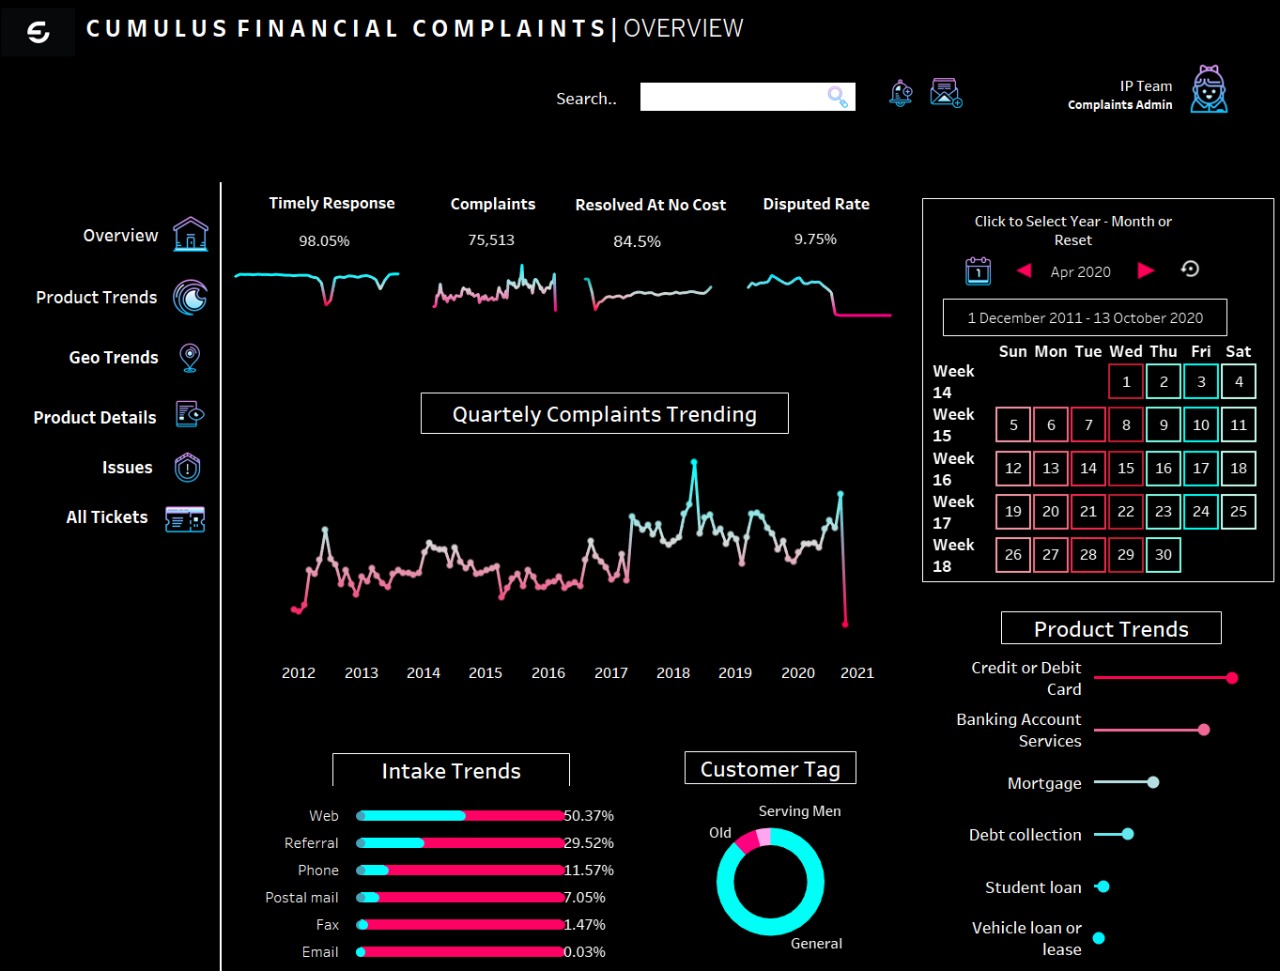 CUMULUS FINANCIAL COMPLAINTS|OVERVIEW
Search..
IP Team
Complaints Admin
Overview
Product Trends
Geo Trends
Product Details
Issues
All Tickets
Timely Response
98.05%
Complaints
75,513
Resolved At No Cost
84.5%
Disputed Rate
9.75%
Click to Select Year - Month or
Reset
1
Apr 2020
1 December 2011 - 13 October 2020
Sun Mon Tue Wed Thu Fri Sat
Week
14
1 2 3 4
Week
15
5 6 7 8 9 10 11
Week
16
12 13 14 15 16 17 18
Week
17
19 20 21 22 23 24 25
Week
18
26 27 28 29 30
Quartely Complaints Trending
2012 2013 2014 2015 2016 2017 2018 2019 2020 2021
Product Trends
Credit or Debit
Card
Banking Account
Services
Mortgage
Debt collection
Student loan
Vehicle loan or
lease
Intake Trends
Web 50.37%
Referral 29.52%
Phone 11.57%
Postal mail 7.05%
Fax 1.47%
Email 0.03%
Customer Tag
Serving Men
Old
General